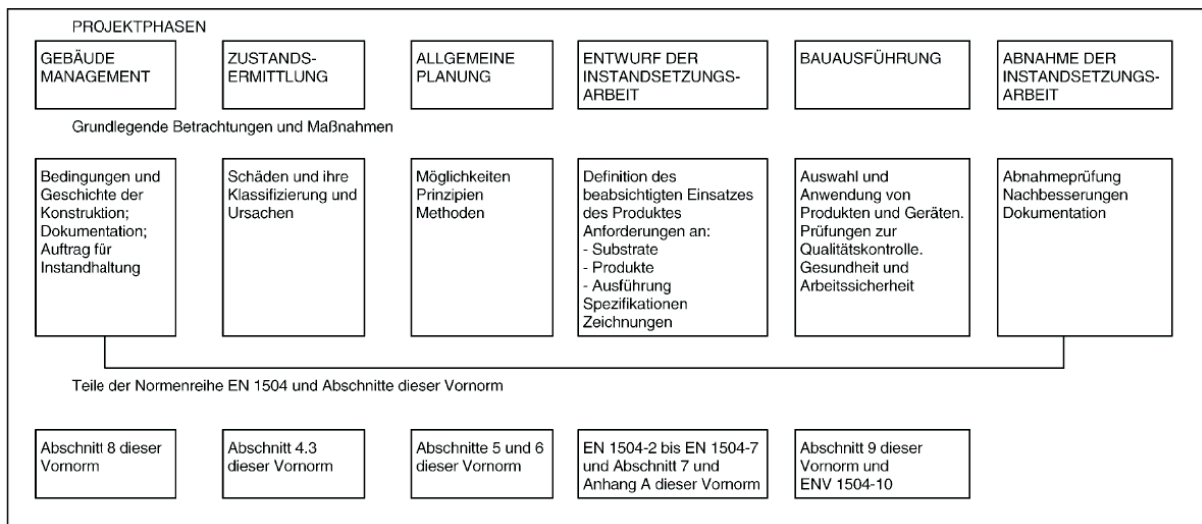 PROJEKTPHASEN
GEBÄUDE
MANAGEMENT
ZUSTANDS-
ERMITTLUNG
ALLGEMEINE
PLANUNG
ENTWURF DER
INSTANDSETZUNGS-
ARBEIT
BAUAUSFÜHRUNG
ABNAHME DER
INSTANDSETZUNGS-
ARBEIT
Grundlegende Betrachtungen und Maßnahmen
Bedingungen und
Geschichte der
Konstruktion;
Dokumentation;
Auftrag für
Instandhaltung
Schäden und ihre
Klassifizierung und
Ursachen
Möglichkeiten
Prinzipien
Methoden
Definition des
beabsichtigten Einsatzes
des Produktes
Anforderungen an:
- Substrate
- Produkte
- Ausführung
Spezifikationen
Zeichnungen
Auswahl und
Anwendung von
Produkten und Geräten.
Prüfungen zur
Qualitätskontrolle.
Gesundheit und
Arbeitssicherheit
Abnahmeprüfung
Nachbesserungen
Dokumentation
Teile der Normenreihe EN 1504 und Abschnitte dieser Vornorm
Abschnitt 8 dieser
Vornorm
Abschnitt 4.3
dieser Vornorm
Abschnitte 5 und 6
dieser Vornorm
EN 1504-2 bis EN 1504-7
und Abschnitt 7 und
Anhang A dieser Vornorm
Abschnitt 9 dieser
Vornorm und
ENV 1504-10